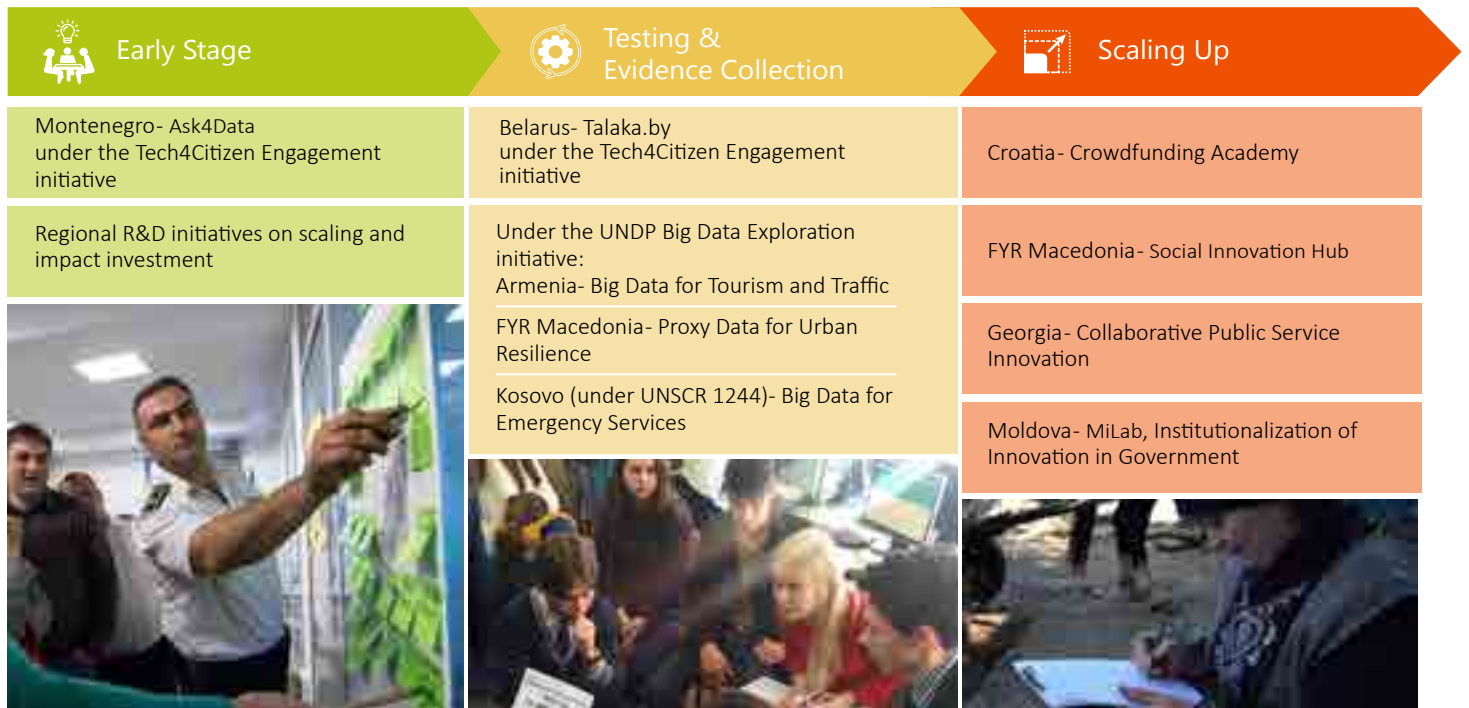 Early Stage
Testing &
Evidence Collection
Scaling Up
Montenegro- Ask4Data
under the Tech4Citizen Engagement
initiative
Regional R&D initiatives on scaling and
impact investment
Belarus- Talaka.by
under the Tech4Citizen Engagement
initiative
Under the UNDP Big Data Exploration
initiative:
Armenia- Big Data for Tourism and Traffic
FYR Macedonia- Proxy Data for Urban
Resilience
Kosovo (under UNSCR 1244)- Big Data for
Emergency Services
Croatia- Crowdfunding Academy
FYR Macedonia- Social Innovation Hub
Georgia- Collaborative Public Service
Innovation
Moldova- MiLab, Institutionalization of
Innovation in Government